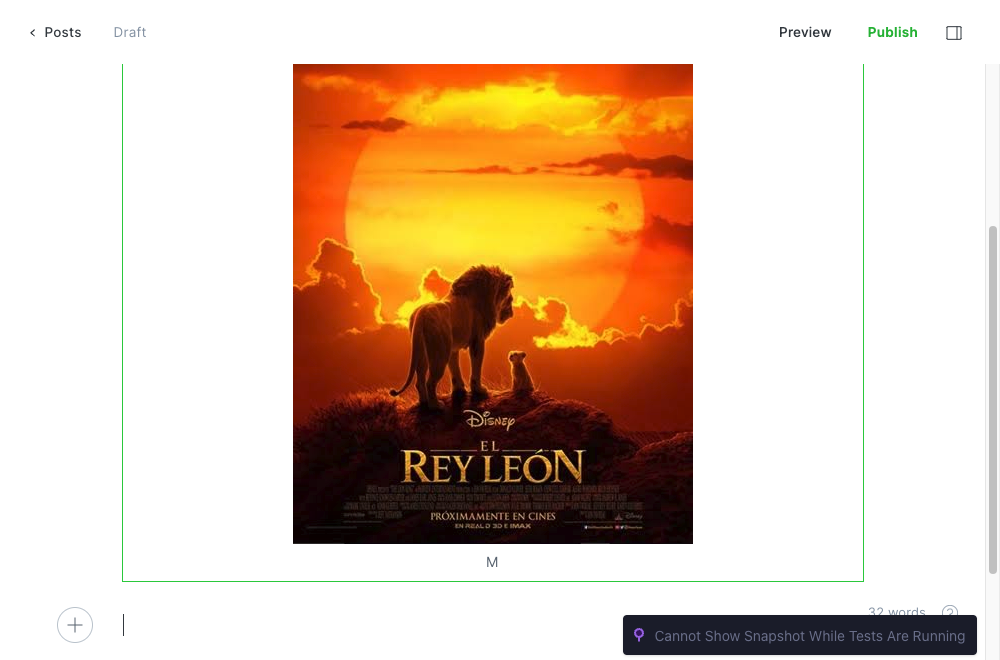 Posts
Draft
Preview
Publish
Disney
EL
REY LEÓN
PRÓXIMAMENTE EN CINES
EN REAL D 3D E IMAX
M
32 words
?
Cannot Show Snapshot While Tests Are Running